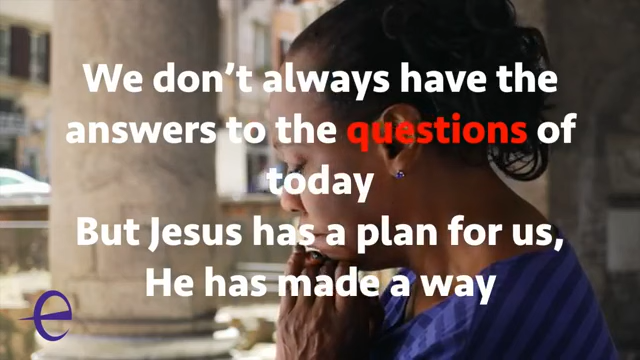 We don’t always have the
answers to the questions of
today
But Jesus has a plan for us,
He has made a way
e